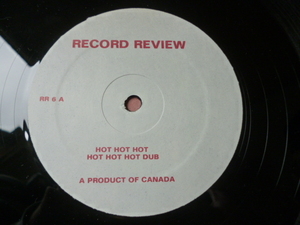 RECORD REVIEW
RR 6 A
HOT HOT HOT
HOT HOT HOT DUB
A PRODUCT OF CANADA